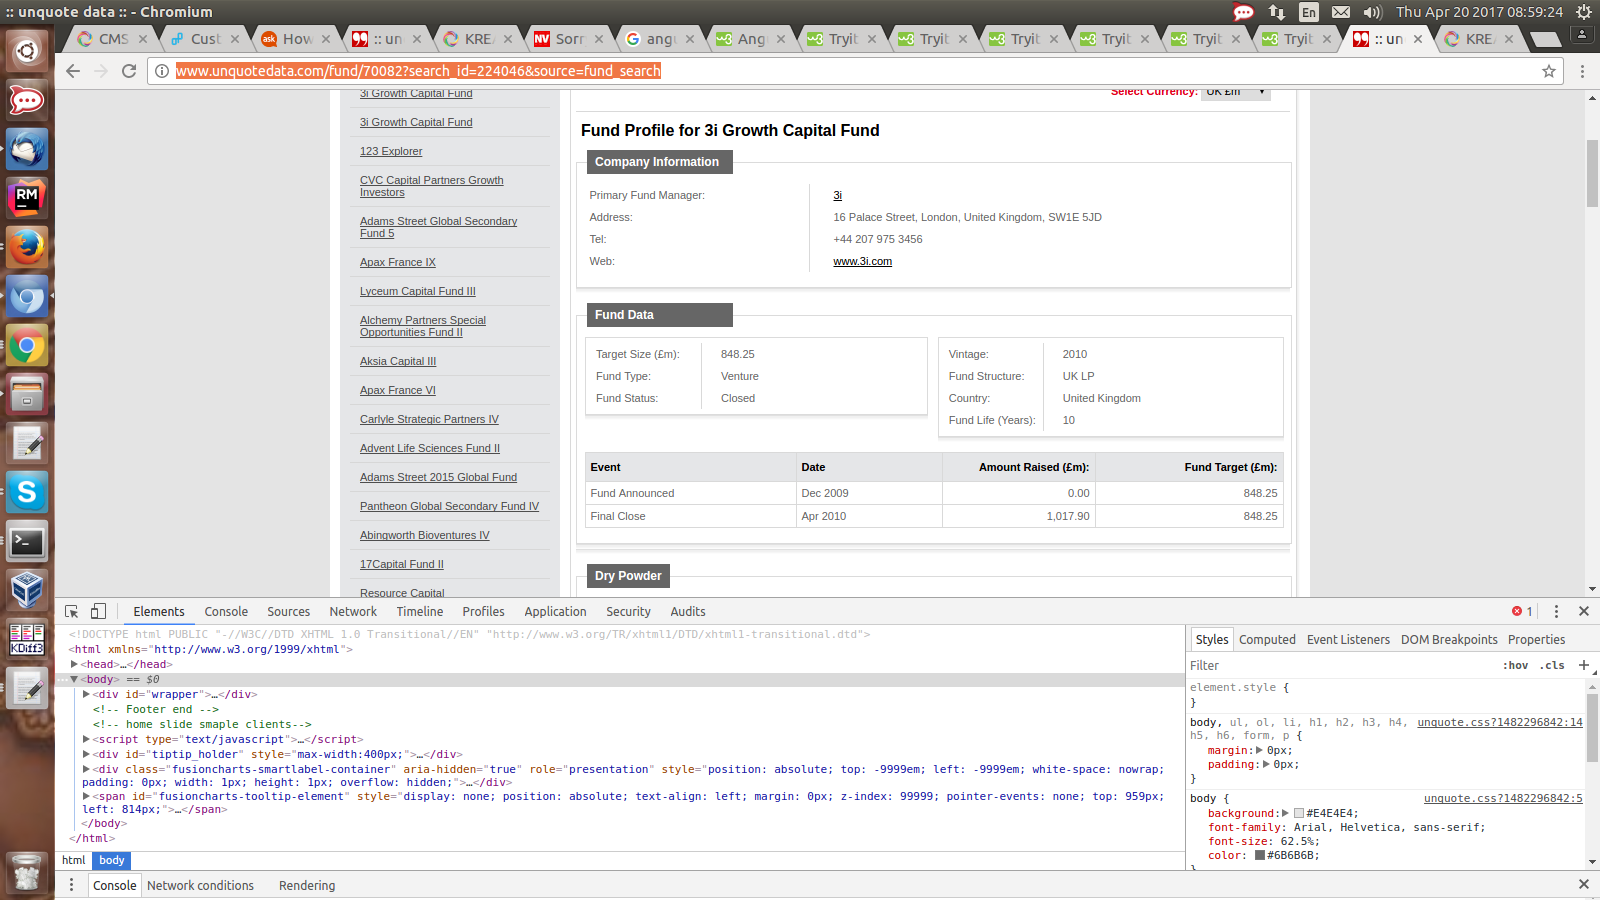 :: unquote data :: - Chromium
En
Thu Apr 20 2017 08:59:24
CMS
Cust
ask
How
:: un
KREA
NV
Sorr
angu
Ang
Tryit
Tryit
Tryit
Tryit
Tryit
Tryit
:: un
KREA
www.unquotedata.com/fund/70082?search_id=224046&source=fund_search
3i Growth Capital Fund
3i Growth Capital Fund
123 Explorer
CVC Capital Partners Growth
Investors
Adams Street Global Secondary
Fund 5
Apax France IX
Lyceum Capital Fund III
Alchemy Partners Special
Opportunities Fund II
Aksia Capital III
Apax France VI
Carlyle Strategic Partners IV
Advent Life Sciences Fund II
Adams Street 2015 Global Fund
Pantheon Global Secondary Fund IV
Abingworth Bioventures IV
17Capital Fund II
Resource Capital
Select Currency: UK £m
Fund Profile for 3i Growth Capital Fund
Company Information
Primary Fund Manager: 3i
Address: 16 Palace Street, London, United Kingdom, SW1E 5JD
Tel: +44 207 975 3456
Web: www.3i.com
Fund Data
Target Size (£m): 848.25
Fund Type: Venture
Fund Status: Closed
Vintage: 2010
Fund Structure: UK LP
Country: United Kingdom
Fund Life (Years): 10
Event Date Amount Raised (£m): Fund Target (£m):
Fund Announced Dec 2009 0.00 848.25
Final Close Apr 2010 1,017.90 848.25
Dry Powder
RM
S
KDiff3
Elements Console Sources Network Timeline Profiles Application Security Audits
1
<!DOCTYPE html PUBLIC "-//W3C//DTD XHTML 1.0 Transitional//EN" "http://www.w3.org/TR/xhtml1/DTD/xhtml1-transitional.dtd">
<html xmlns="http://www.w3.org/1999/xhtml">
<head>…</head>
<body> == $0
<div id="wrapper">…</div>
<!-- Footer end -->
<!-- home slide smaple clients-->
<script type="text/javascript">…</script>
<div id="tiptip_holder" style="max-width:400px;">…</div>
<div class="fusioncharts-smartlabel-container" aria-hidden="true" role="presentation" style="position: absolute; top: -9999em; left: -9999em; white-space: nowrap;
padding: 0px; width: 1px; height: 1px; overflow: hidden;">…</div>
<span id="fusioncharts-tooltip-element" style="display: none; position: absolute; text-align: left; margin: 0px; z-index: 99999; pointer-events: none; top: 959px;
left: 814px;">…</span>
</body>
</html>
html body
Styles Computed Event Listeners DOM Breakpoints Properties
Filter :hov .cls
element.style {
}
body, ul, ol, li, h1, h2, h3, h4, unquote.css?1482296842:14
h5, h6, form, p {
margin: 0px;
padding: 0px;
}
body { unquote.css?1482296842:5
background: #E4E4E4;
font-family: Arial, Helvetica, sans-serif;
font-size: 62.5%;
color: #6B6B6B;
}
Console Network conditions Rendering